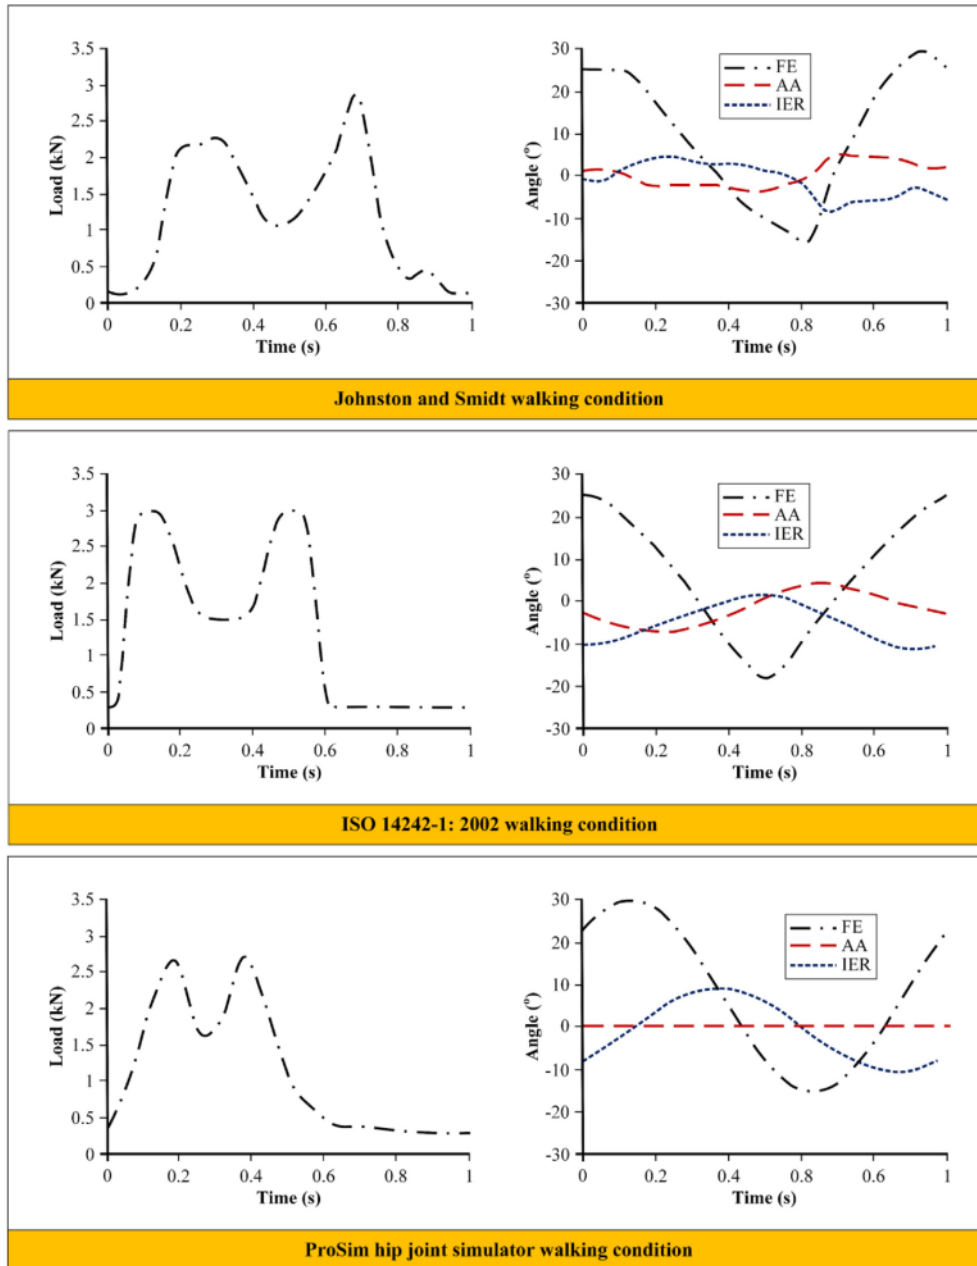 3.5
3
2.5
2
1.5
1
0.5
0
Load (kN)
0 0.2 0.4 0.6 0.8 1
Time (s)
30
20
10
0
-10
-20
-30
Angle (°)
FE
AA
IER
0 0.2 0.4 0.8 0.6 1
Time (s)
Johnston and Smidt walking condition
3.5
3
2.5
2
1.5
1
0.5
0
Load (kN)
0 0.2 0.4 0.6 0.8 1
Time (s)
30
20
10
0
-10
-20
-30
Angle (°)
FE
AA
IER
0 0.2 0.4 0.8 0.6 1
Time (s)
ISO 14242-1: 2002 walking condition
3.5
3
2.5
2
1.5
1
0.5
0
Load (kN)
0 0.2 0.4 0.6 0.8 1
Time (s)
30
20
10
0
-10
-20
-30
Angle (°)
FE
AA
IER
0 0.2 0.4 0.8 0.6 1
Time (s)
ProSim hip joint simulator walking condition